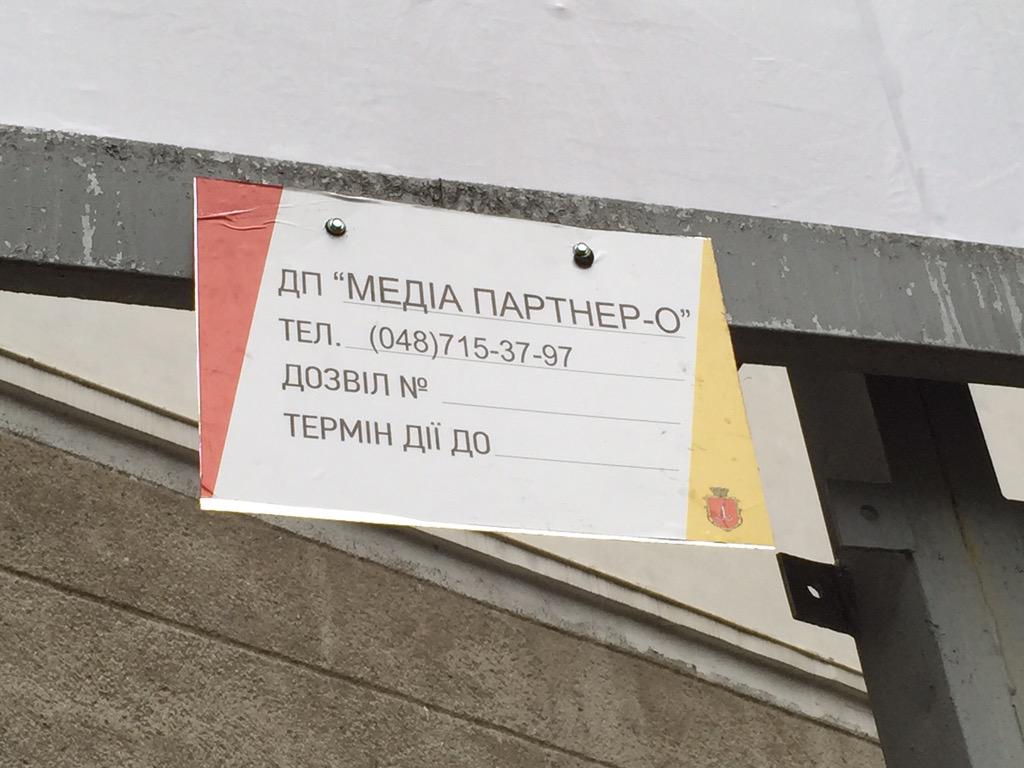 ДП “МЕДІА ПАРТНЕР-О”
ТЕЛ. (048)715-37-97
ДОЗВІЛ №
ТЕРМІН ДІЇ ДО